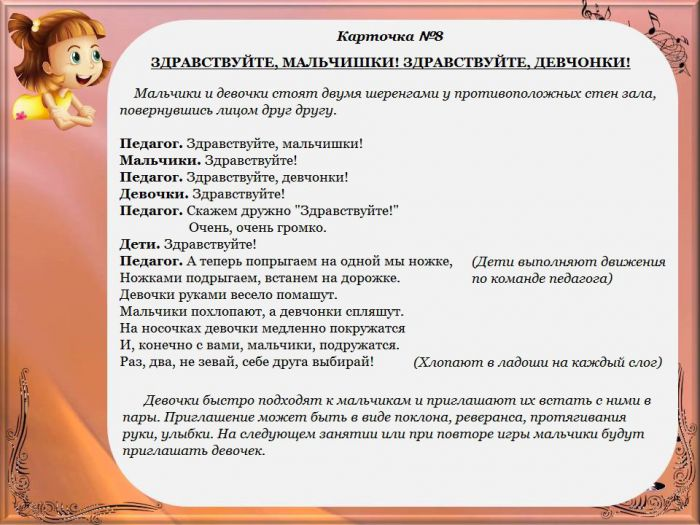 Карточка №8
ЗДРАВСТВУЙТЕ, МАЛЬЧИШКИ! ЗДРАВСТВУЙТЕ, ДЕВЧОНКИ!
Мальчики и девочки стоят двумя шеренгами у противоположных стен зала,
повернувшись лицом друг другу.
Педагог. Здравствуйте, мальчишки!
Мальчики. Здравствуйте!
Педагог. Здравствуйте, девчонки!
Девочки. Здравствуйте!
Педагог. Скажем дружно "Здравствуйте!"
Очень, очень громко.
Дети. Здравствуйте!
Педагог. А теперь попрыгаем на одной мы ножке, (Дети выполняют движения
Ножками подрыгаем, встанем на дорожке. по команде педагога)
Девочки руками весело помашут.
Мальчики похлопают, а девчонки спляшут.
На носочках девочки медленно покружатся
И, конечно с вами, мальчики, подружатся.
Раз, два, не зевай, себе друга выбирай! (Хлопают в ладоши на каждый слог)
Девочки быстро подходят к мальчикам и приглашают их встать с ними в
пары. Приглашение может быть в виде поклона, реверанса, протягивания
руки, улыбки. На следующем занятии или при повторе игры мальчики будут
приглашать девочек.